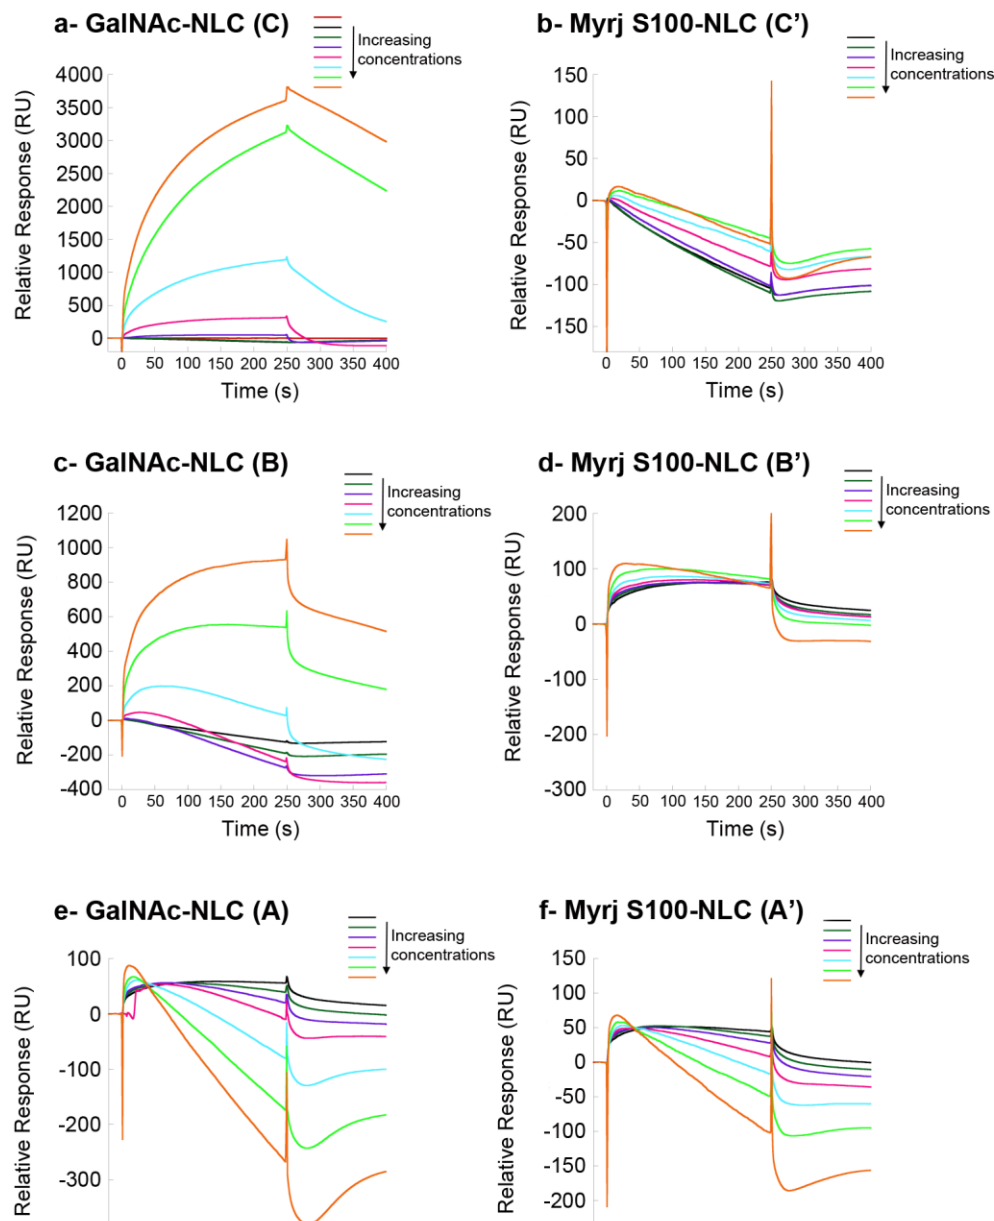 a- GalNAc-NLC (C)
Increasing
concentrations
4000
3500
3000
2500
2000
1500
1000
500
0
Relative Response (RU)
0 50 100 150 200 250 300 350 400
Time (s)
b- Myrj S100-NLC (C’)
Increasing
concentrations
150
100
50
0
-50
-100
-150
Relative Response (RU)
0 50 100 150 200 250 300 350 400
Time (s)
c- GalNAc-NLC (B)
Increasing
concentrations
1200
1000
800
600
400
200
0
-200
-400
Relative Response (RU)
0 50 100 150 200 250 300 350 400
Time (s)
d- Myrj S100-NLC (B’)
Increasing
concentrations
200
100
0
-100
-200
-300
Relative Response (RU)
0 50 100 150 200 250 300 350 400
Time (s)
e- GalNAc-NLC (A)
Increasing
concentrations
100
0
-100
-200
-300
Relative Response (RU)
f- Myrj S100-NLC (A’)
Increasing
concentrations
150
100
50
0
-50
-100
-150
-200
Relative Response (RU)